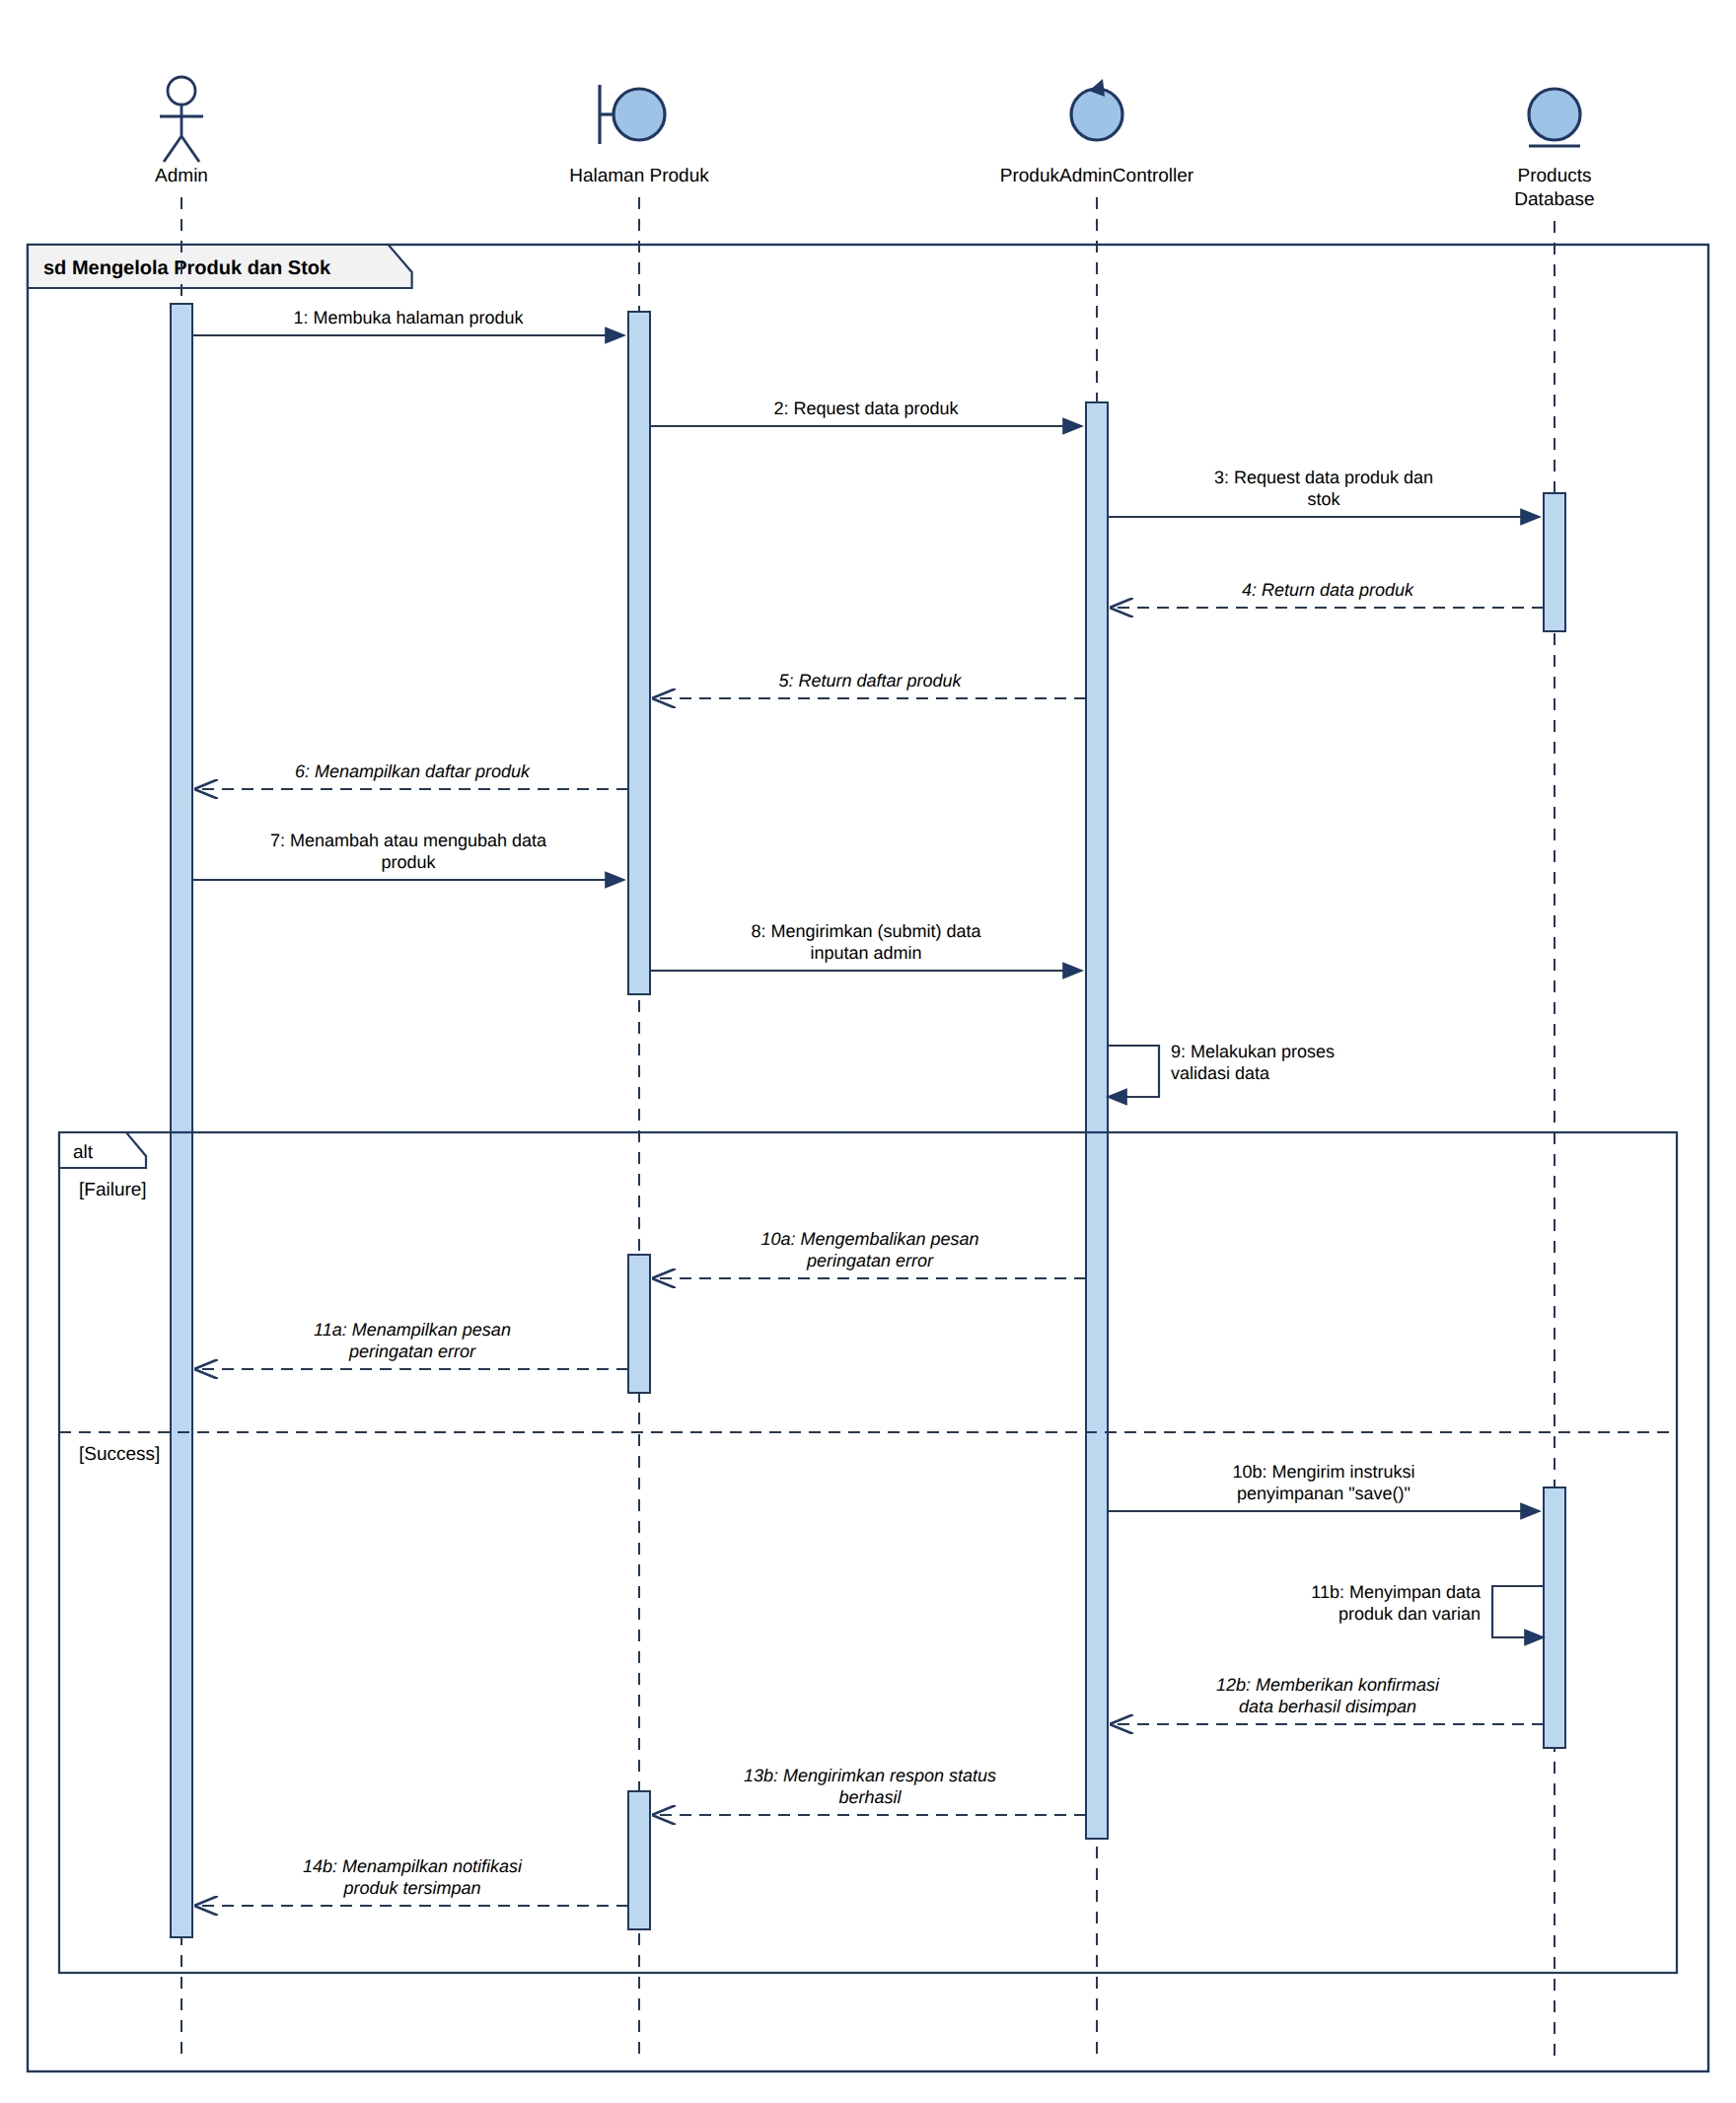 Admin
Halaman Produk
ProdukAdminController
Products
Database
sd Mengelola Produk dan Stok
1: Membuka halaman produk
2: Request data produk
3: Request data produk dan
stok
4: Return data produk
5: Return daftar produk
6: Menampilkan daftar produk
7: Menambah atau mengubah data
produk
8: Mengirimkan (submit) data
inputan admin
9: Melakukan proses
validasi data
alt
[Failure]
10a: Mengembalikan pesan
peringatan error
11a: Menampilkan pesan
peringatan error
[Success]
10b: Mengirim instruksi
penyimpanan "save()"
11b: Menyimpan data
produk dan varian
12b: Memberikan konfirmasi
data berhasil disimpan
13b: Mengirimkan respon status
berhasil
14b: Menampilkan notifikasi
produk tersimpan